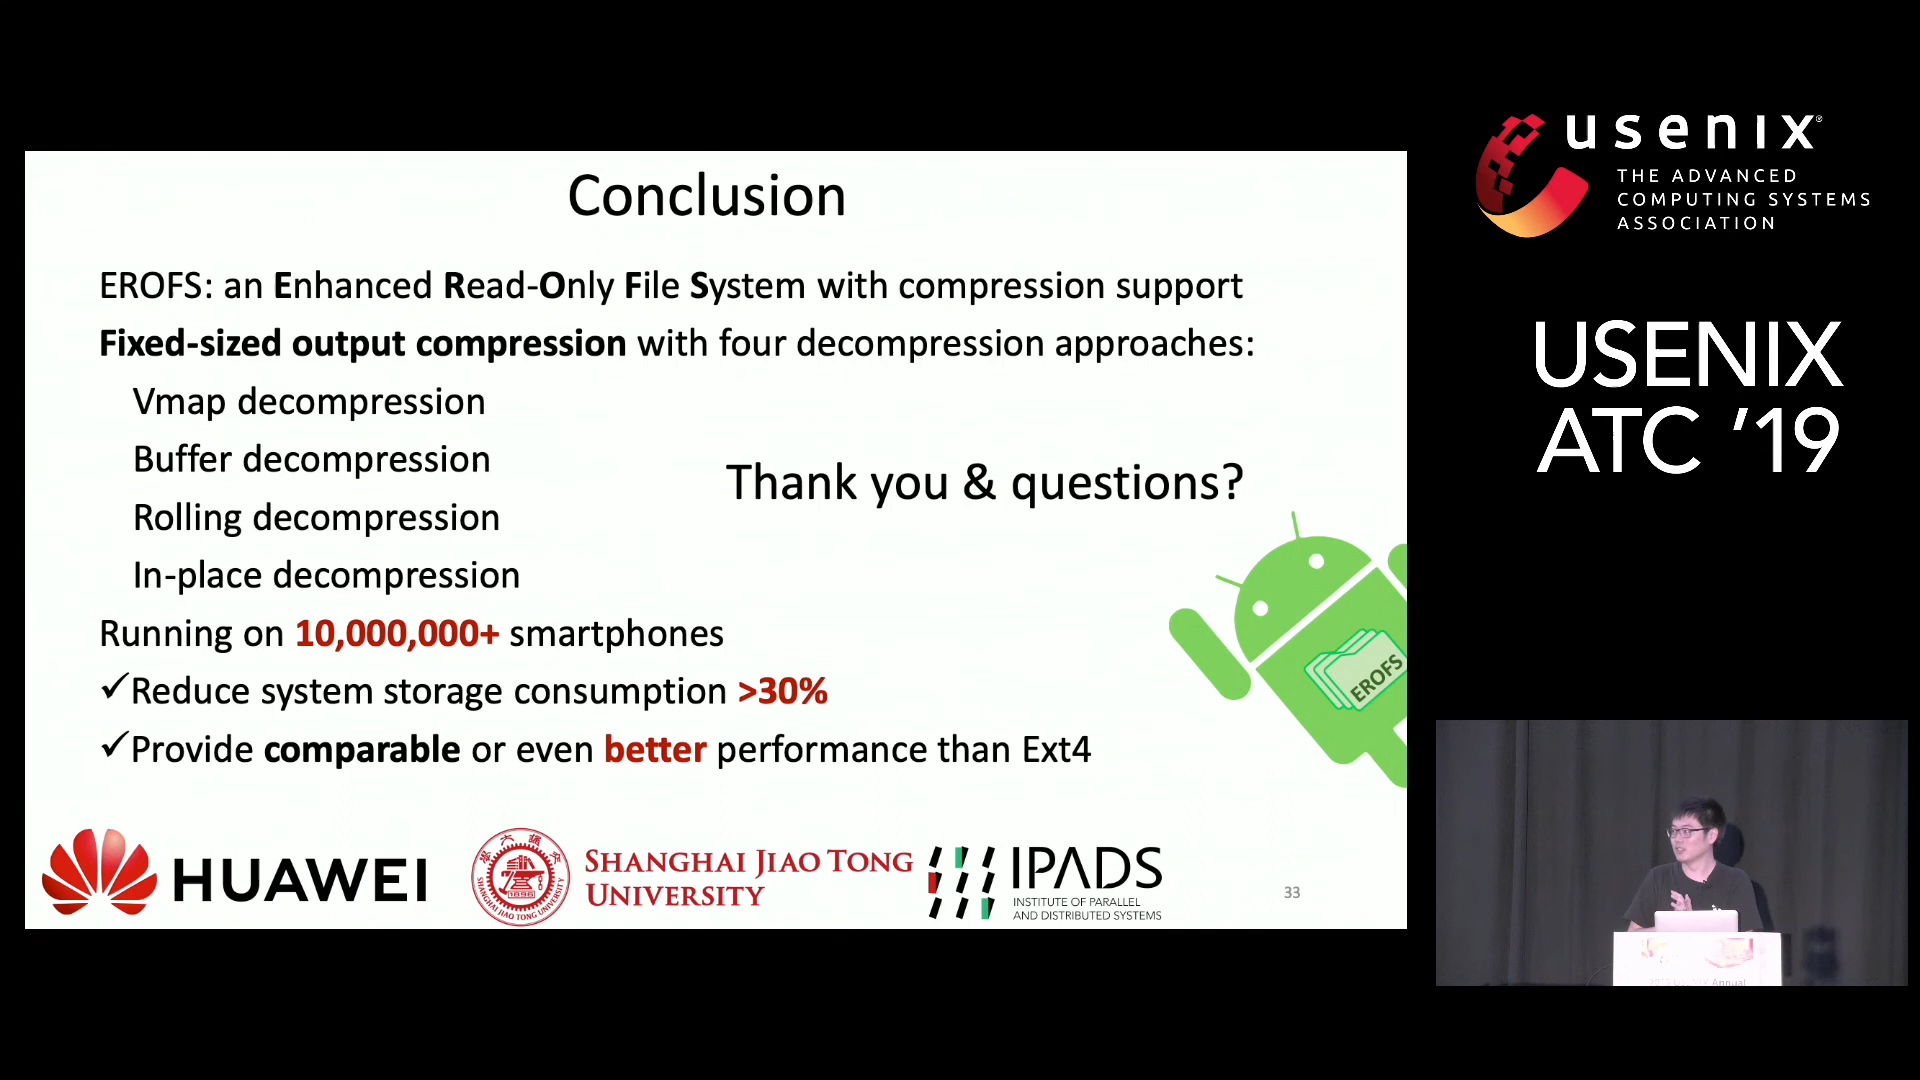 Conclusion
EROFS: an Enhanced Read-Only File System with compression support
Fixed-sized output compression with four decompression approaches:
Vmap decompression
Buffer decompression
Rolling decompression
In-place decompression
Thank you & questions?
Running on 10,000,000+ smartphones
✓Reduce system storage consumption >30%
✓Provide comparable or even better performance than Ext4
EROFS
HUAWEI
SHANGHAI JIAO TONG
UNIVERSITY
IPADS
INSTITUTE OF PARALLEL
AND DISTRIBUTED SYSTEMS
33
usenix®
THE ADVANCED
COMPUTING SYSTEMS
ASSOCIATION
USENIX
ATC '19
Annual